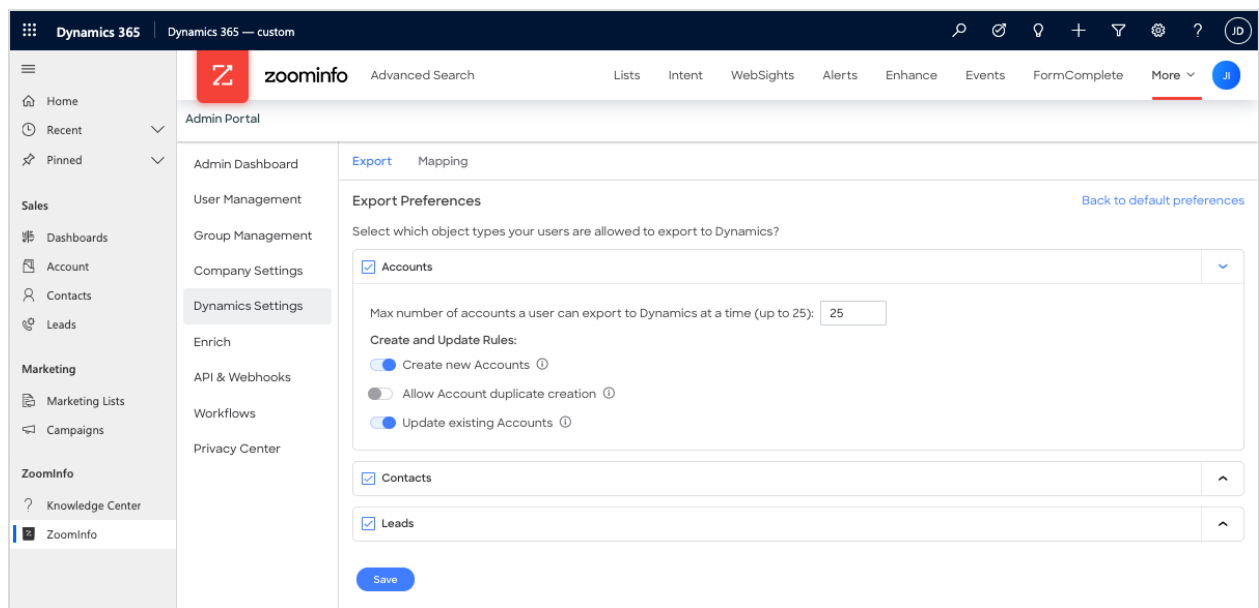 Dynamics 365 Dynamics 365 — custom ? JD
zoominfo Advanced Search Lists Intent WebSights Alerts Enhance Events FormComplete More JI
Admin Portal
Home
Recent
Pinned
Sales
Dashboards
Account
Contacts
Leads
Marketing
Marketing Lists
Campaigns
ZoomInfo
? Knowledge Center
Z ZoomInfo
Admin Dashboard
User Management
Group Management
Company Settings
Dynamics Settings
Enrich
API & Webhooks
Workflows
Privacy Center
Export Mapping
Export Preferences Back to default preferences
Select which object types your users are allowed to export to Dynamics?
Accounts
Max number of accounts a user can export to Dynamics at a time (up to 25): 25
Create and Update Rules:
Create new Accounts
Allow Account duplicate creation
Update existing Accounts
Contacts
Leads
Save